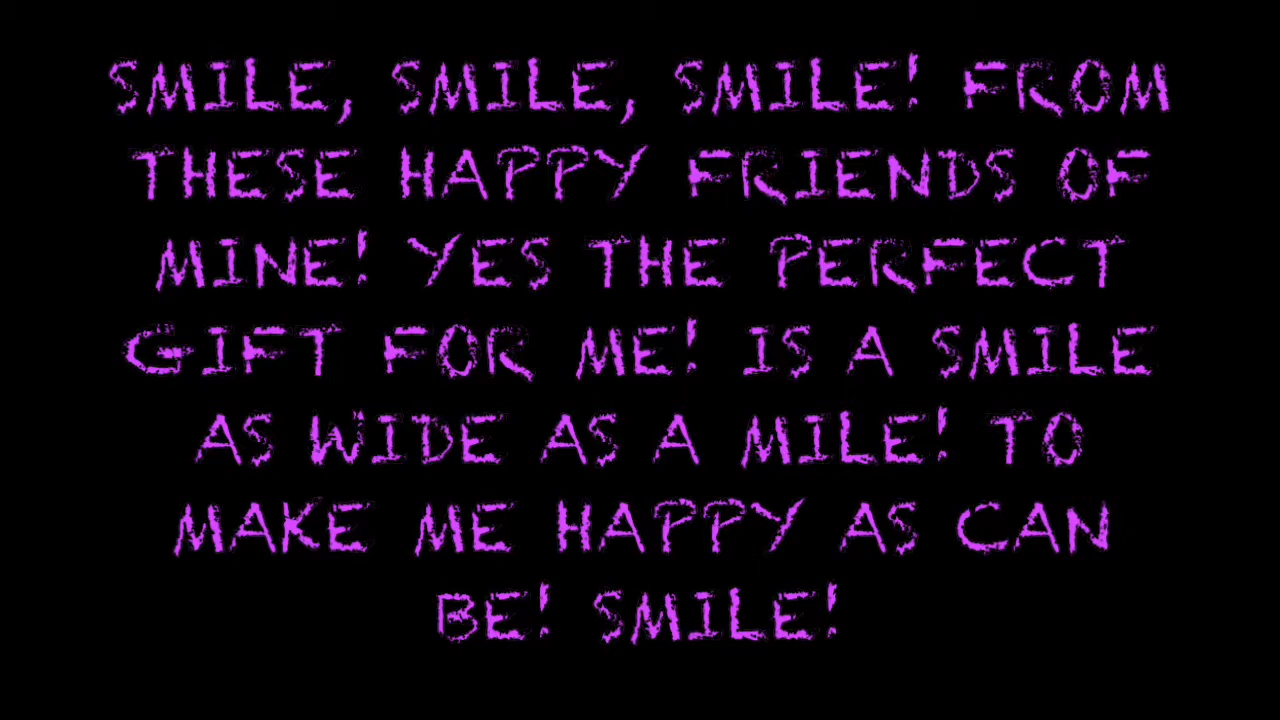 SMILE, SMILE, SMILE! FROM
THESE HAPPY FRIENDS OF
MINE! YES THE PERFECT
GIFT FOR ME! IS A SMILE
AS WIDE AS A MILE! TO
MAKE ME HAPPY AS CAN
BE! SMILE!